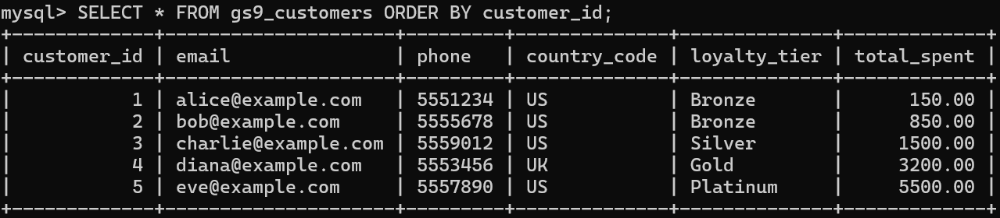 mysql> SELECT * FROM gs9_customers ORDER BY customer_id;
+-------------+---------------------+---------+--------------+--------------+-------------+
| customer_id | email               | phone   | country_code | loyalty_tier | total_spent |
+-------------+---------------------+---------+--------------+--------------+-------------+
|           1 | alice@example.com   | 5551234 | US           | Bronze       |      150.00 |
|           2 | bob@example.com     | 5555678 | US           | Bronze       |      850.00 |
|           3 | charlie@example.com | 5559012 | US           | Silver       |     1500.00 |
|           4 | diana@example.com   | 5553456 | UK           | Gold         |     3200.00 |
|           5 | eve@example.com     | 5557890 | US           | Platinum     |     5500.00 |
+-------------+---------------------+---------+--------------+--------------+-------------+